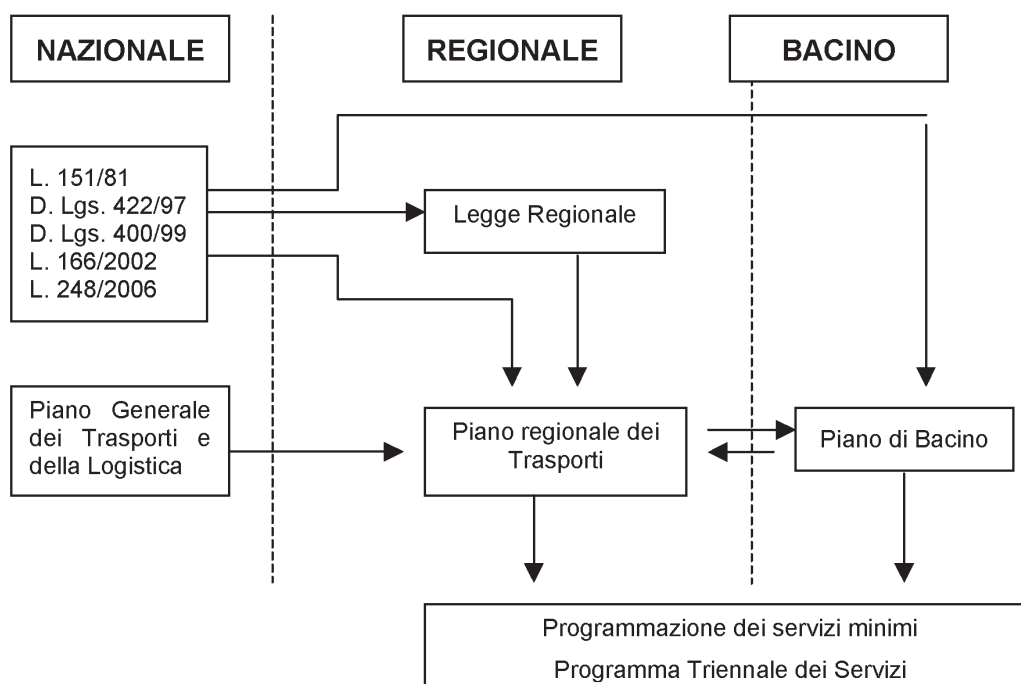 NAZIONALE
REGIONALE
BACINO
L. 151/81
D. Lgs. 422/97
D. Lgs. 400/99
L. 166/2002
L. 248/2006
Legge Regionale
Piano Generale
dei Trasporti e
della Logistica
Piano regionale dei
Trasporti
Piano di Bacino
Programmazione dei servizi minimi
Programma Triennale dei Servizi